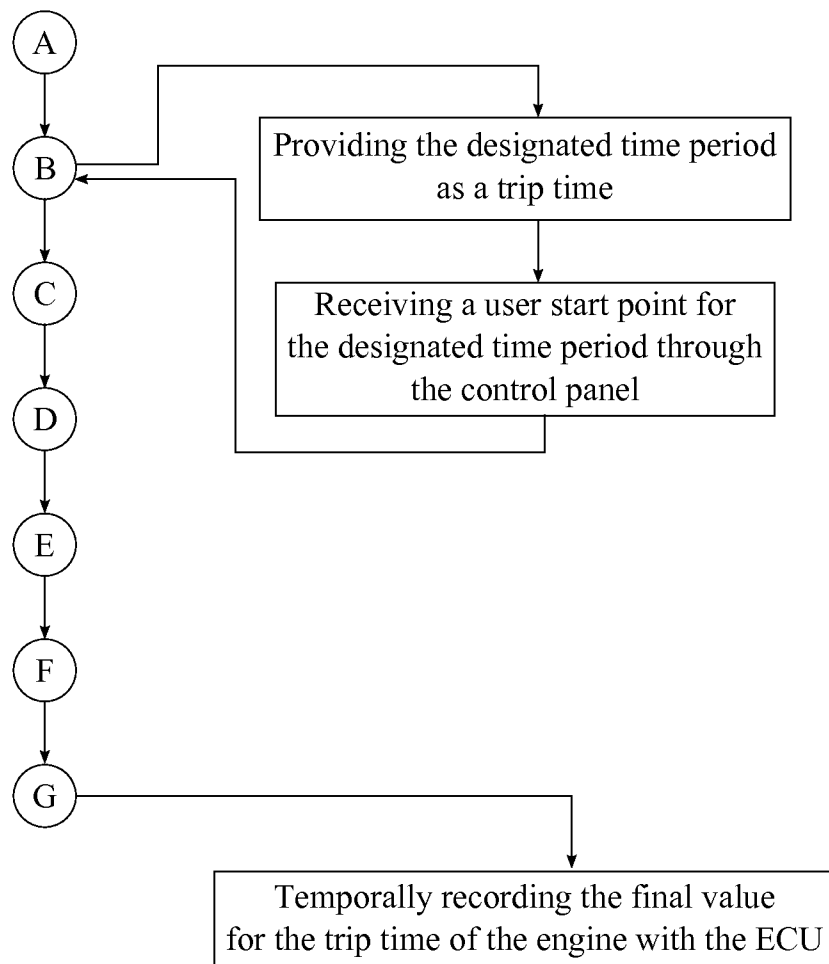 A
B
Providing the designated time period
as a trip time
C
Receiving a user start point for
the designated time period through
the control panel
D
E
F
G
Temporally recording the final value
for the trip time of the engine with the ECU